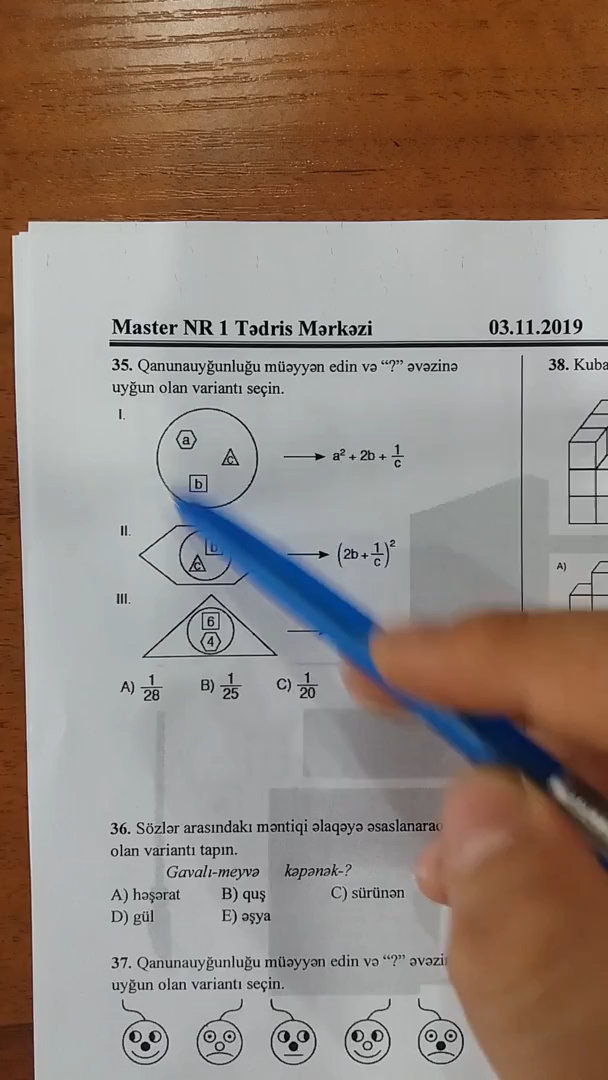 Master NR 1 Tədris Mərkəzi 03.11.2019
35. Qanunauyğunluğu müəyyən edin və “?” əvəzinə
uyğun olan variantı seçin.
I.
a
c
b
a² + 2b + 1/c
II.
b
c
(2b + 1/c)²
III.
6
4
A) 1/28 B) 1/25 C) 1/20
36. Sözlər arasındakı məntiqi əlaqəyə əsaslanaraq
olan variantı tapın.
Gavalı-meyvə kəpənək-?
A) həşərat B) quş C) sürünən
D) gül E) əşya
37. Qanunauyğunluğu müəyyən edin və “?” əvəzi
uyğun olan variantı seçin.
38. Kuba
A)